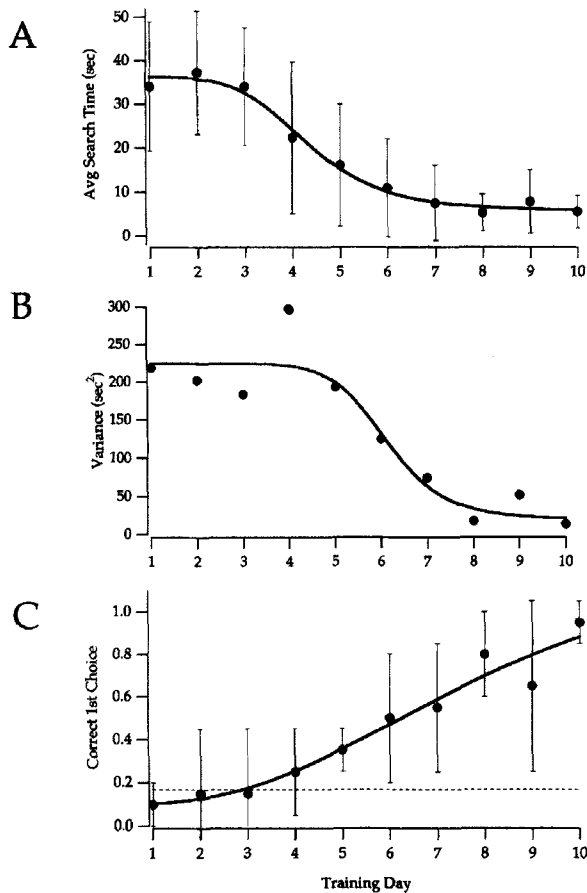 A
Avg Search Time (sec)
50
40
30
20
10
0
1 2 3 4 5 6 7 8 9 10
B
Variance (sec²)
300
250
200
150
100
50
0
1 2 3 4 5 6 7 8 9 10
C
Correct 1st Choice
1.0
0.8
0.6
0.4
0.2
0.0
1 2 3 4 5 6 7 8 9 10
Training Day